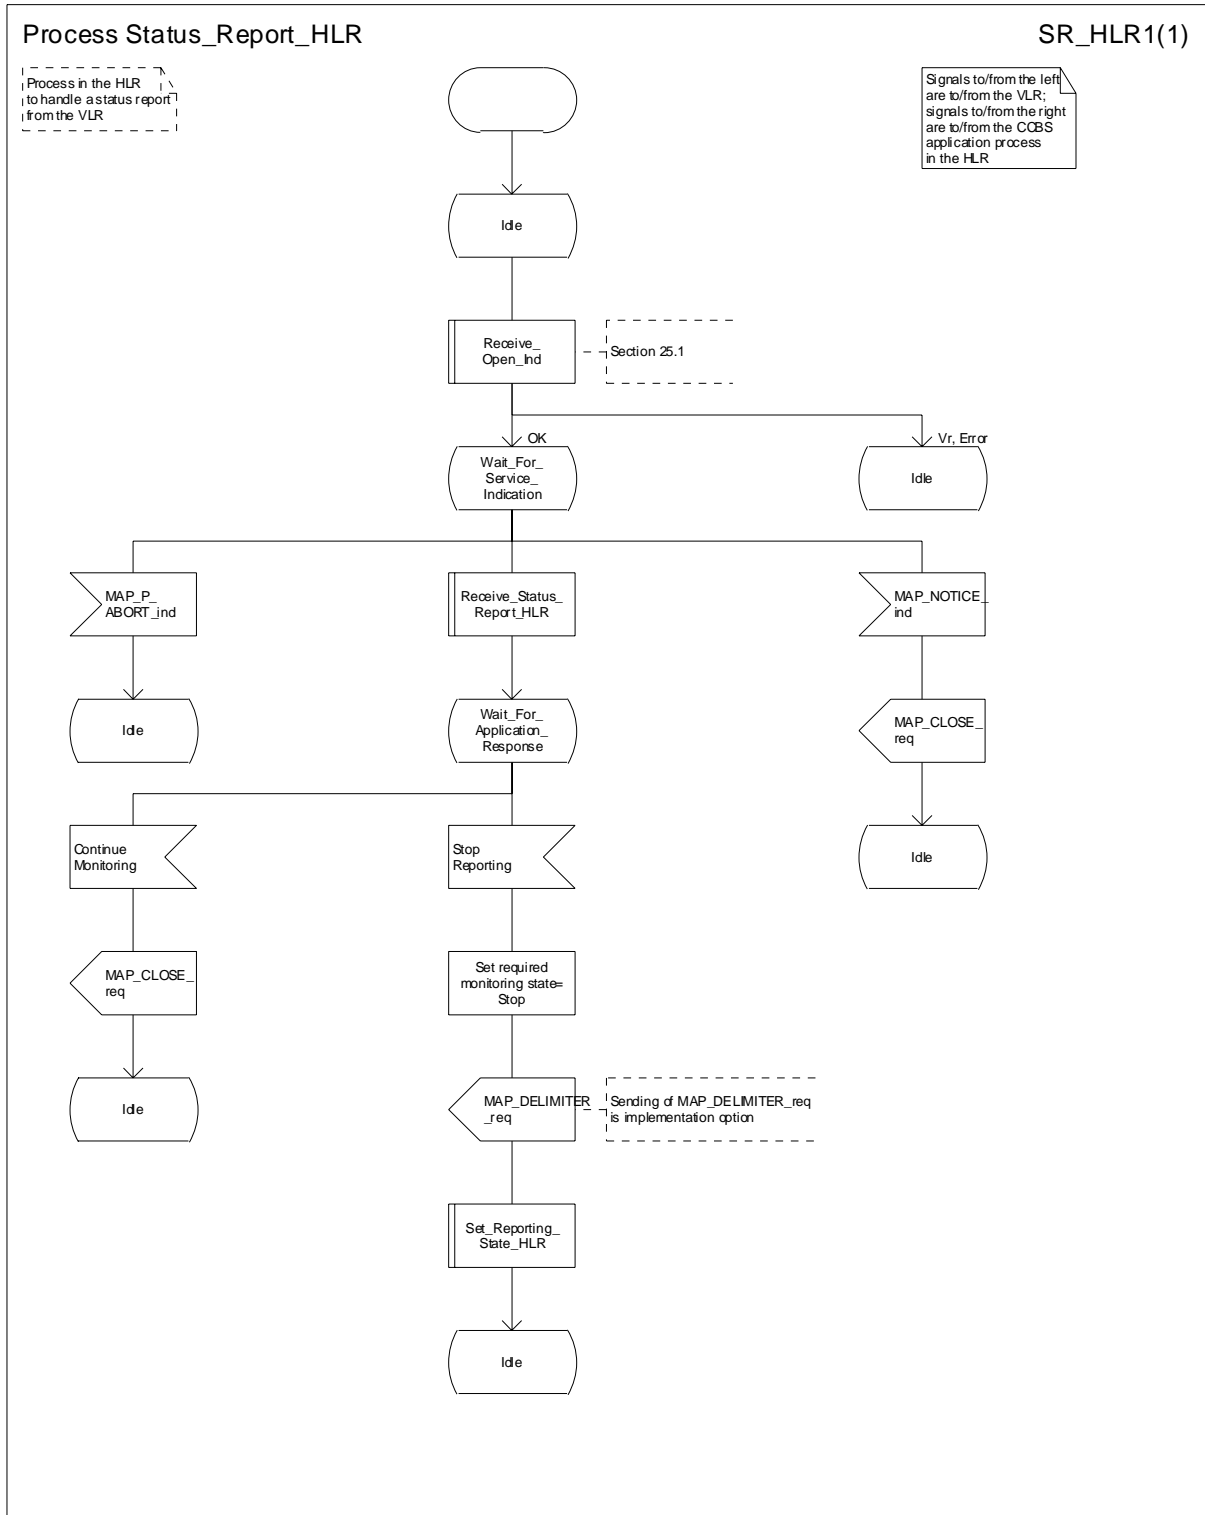 Process Status_Report_HLR
SR_HLR1(1)
Process in the HLR
to handle a status report
from the VLR
Signals to/from the left
are to/from the VLR;
signals to/from the right
are to/from the CCBS
application process
in the HLR
Idle
Receive_
Open_Ind
Section 25.1
OK
Vr, Error
Wait_For_
Service_
Indication
Idle
MAP_P_
ABORT_ind
Receive_Status_
Report_HLR
MAP_NOTICE_
ind
Idle
Wait_For_
Application_
Response
MAP_CLOSE_
req
Continue
Monitoring
Stop
Reporting
Idle
MAP_CLOSE_
req
Set required
monitoring state=
Stop
Idle
MAP_DELIMITER
_req
Sending of MAP_DELIMITER_req
is implementation option
Set_Reporting_
State_HLR
Idle